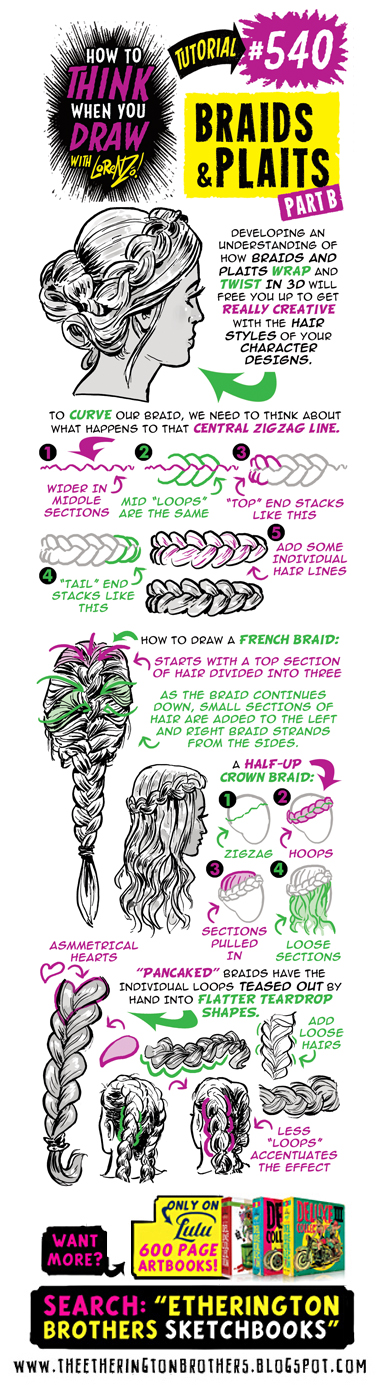 HOW TO
THINK
WHEN YOU
DRAW
WITH LORENZO!
TUTORIAL
#540
BRAIDS
& PLAITS
PART B
DEVELOPING AN
UNDERSTANDING OF
HOW BRAIDS AND
PLAITS WRAP AND
TWIST IN 3D WILL
FREE YOU UP TO GET
REALLY CREATIVE
WITH THE HAIR
STYLES OF YOUR
CHARACTER
DESIGNS.
TO CURVE OUR BRAID, WE NEED TO THINK ABOUT
WHAT HAPPENS TO THAT CENTRAL ZIGZAG LINE.
1
WIDER IN
MIDDLE
SECTIONS
2
MID "LOOPS"
ARE THE SAME
3
"TOP" END STACKS
LIKE THIS
4
"TAIL" END
STACKS LIKE
THIS
5
ADD SOME
INDIVIDUAL
HAIR LINES
HOW TO DRAW A FRENCH BRAID:
STARTS WITH A TOP SECTION
OF HAIR DIVIDED INTO THREE
AS THE BRAID CONTINUES
DOWN, SMALL SECTIONS OF
HAIR ARE ADDED TO THE LEFT
AND RIGHT BRAID STRANDS
FROM THE SIDES.
A HALF-UP
CROWN BRAID:
1
ZIGZAG
2
HOOPS
3
SECTIONS
PULLED
IN
4
LOOSE
SECTIONS
ASMMETRICAL
HEARTS
"PANCAKED" BRAIDS HAVE THE
INDIVIDUAL LOOPS TEASED OUT BY
HAND INTO FLATTER TEARDROP
SHAPES.
ADD
LOOSE
HAIRS
LESS
"LOOPS"
ACCENTUATES
THE EFFECT
WANT
MORE?
ONLY ON
Lulu
600 PAGE
ARTBOOKS!
SEARCH: "ETHERINGTON
BROTHERS SKETCHBOOKS"
WWW.THEETHERINGTONBROTHERS.BLOGSPOT.COM